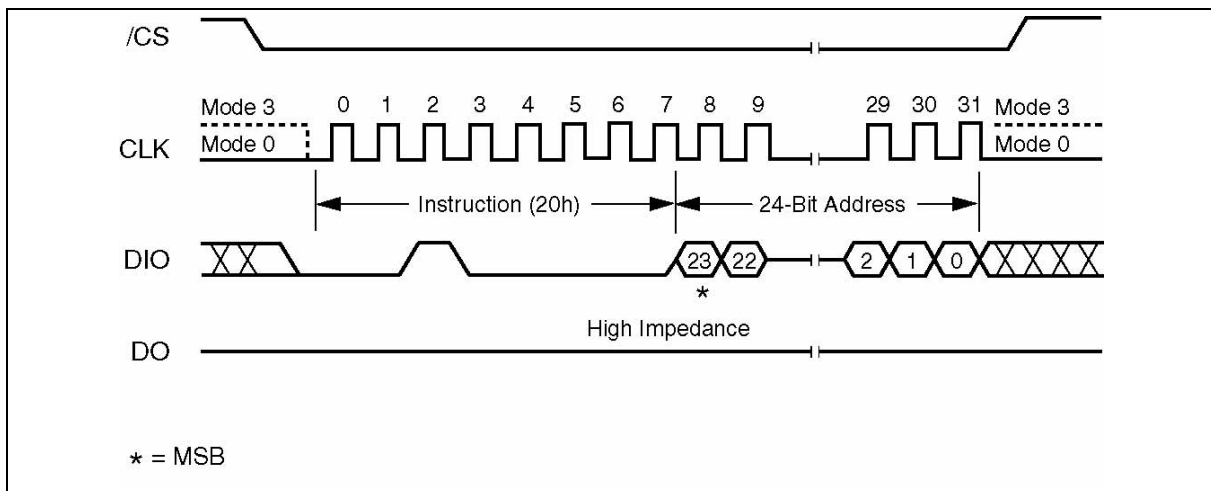 /CS
Mode 3 0 1 2 3 4 5 6 7 8 9 29 30 31 Mode 3
CLK Mode 0 Mode 0
Instruction (20h) 24-Bit Address
DIO 23 22 2 1 0
*
High Impedance
DO
* = MSB